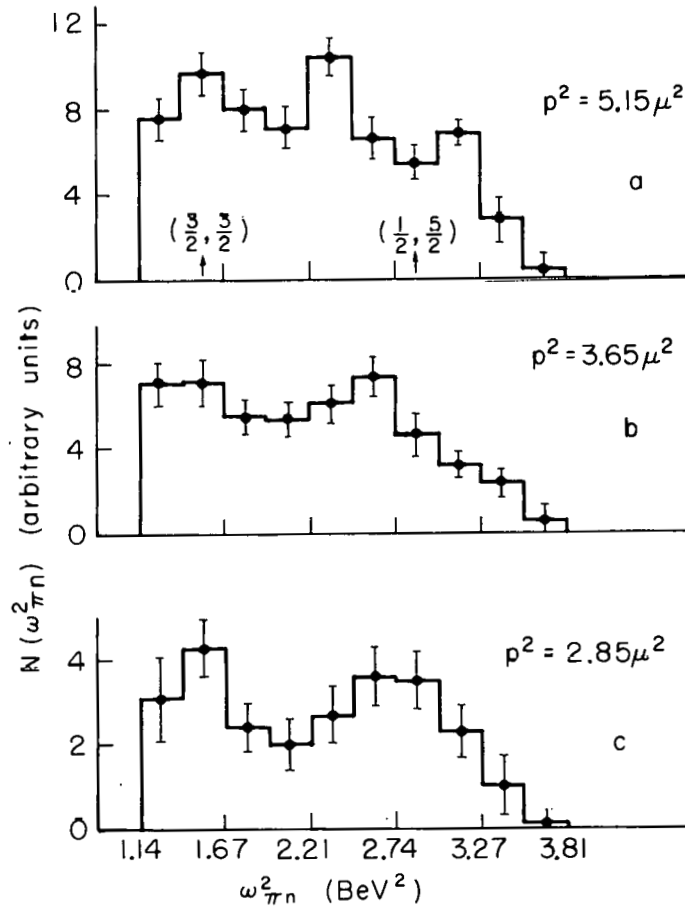 12
8
4
0
p² = 5.15μ²
a
(3/2, 3/2)
(1/2, 5/2)
8
4
0
p² = 3.65μ²
b
4
2
0
p² = 2.85μ²
c
N (ω²πn) (arbitrary units)
1.14 1.67 2.21 2.74 3.27 3.81
ω²πn (BeV²)